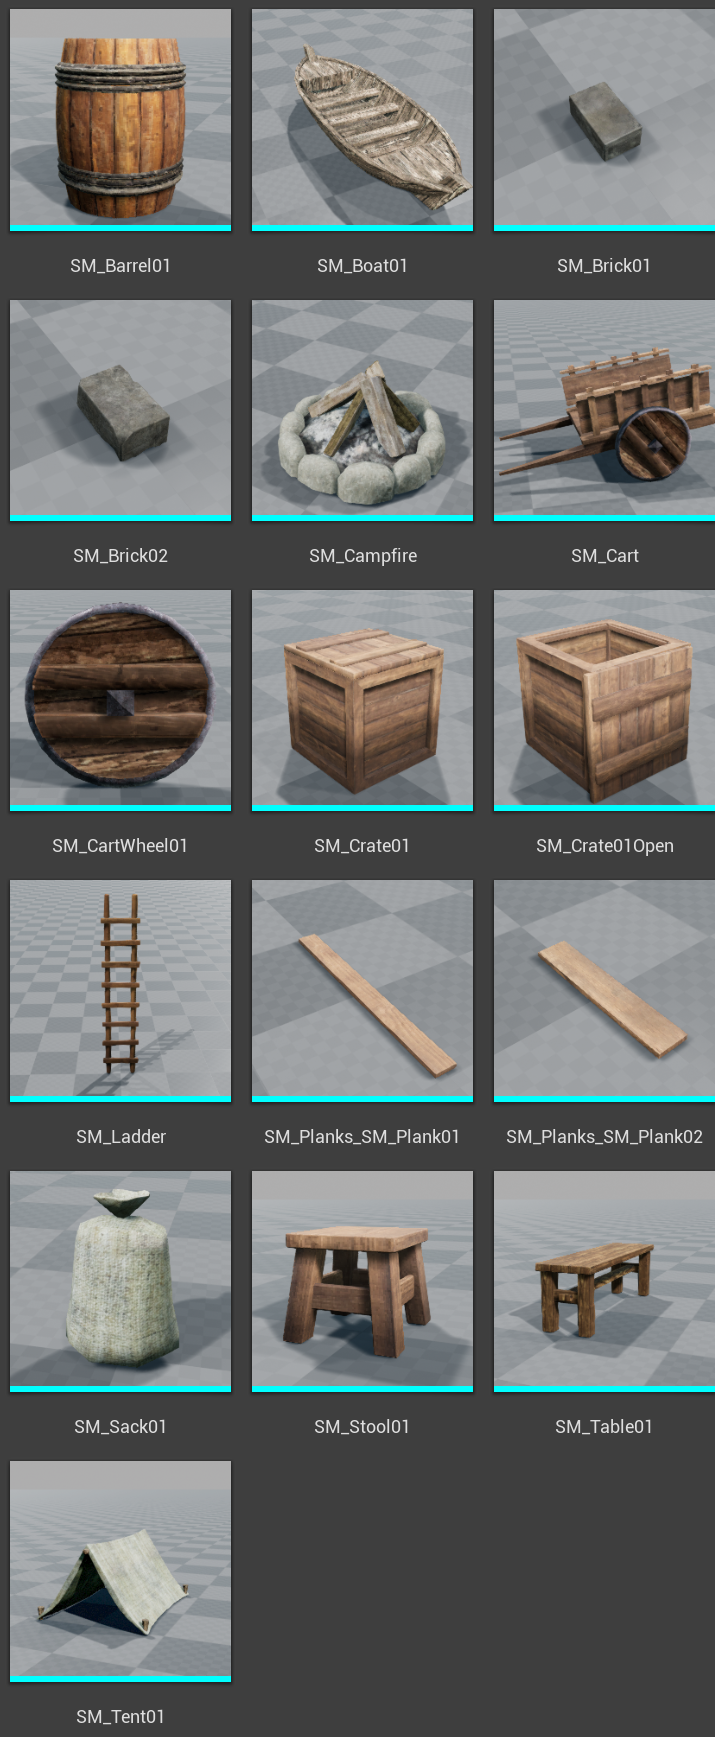 SM_Barrel01
SM_Boat01
SM_Brick01
SM_Brick02
SM_Campfire
SM_Cart
SM_CartWheel01
SM_Crate01
SM_Crate01Open
SM_Ladder
SM_Planks_SM_Plank01
SM_Planks_SM_Plank02
SM_Sack01
SM_Stool01
SM_Table01
SM_Tent01